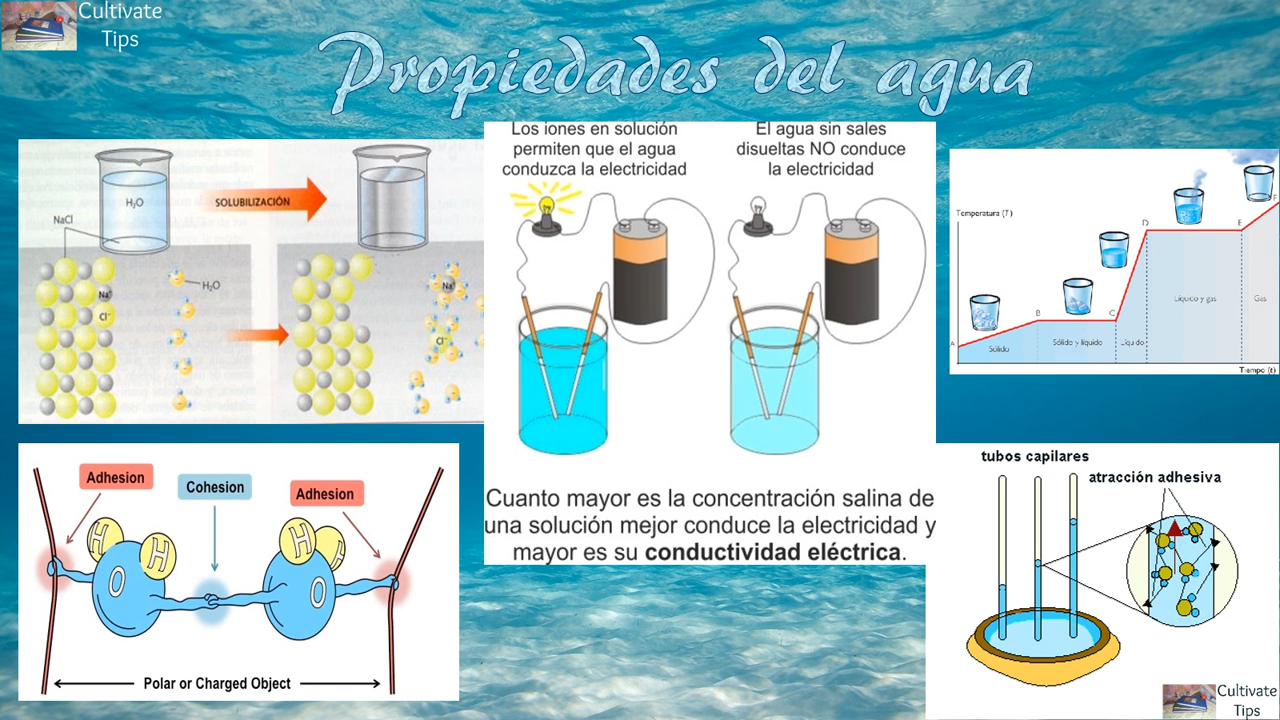 Cultivate
Tips
Propiedades del agua
H₂O
SOLUBILIZACIÓN
NaCl
Na⁺
Cl⁻
H₂O
Na⁺
Cl⁻
Los iones en solución
permiten que el agua
conduzca la electricidad
El agua sin sales
disueltas NO conduce
la electricidad
Cuanto mayor es la concentración salina de
una solución mejor conduce la electricidad y
mayor es su conductividad eléctrica.
Temperatura (T)
A
B
C
D
E
F
Sólido
Sólido y líquido
Líquido
Líquido y gas
Gas
Tiempo (t)
Adhesion
Cohesion
Adhesion
H
H
O
H
H
O
Polar or Charged Object
tubos capilares
atracción adhesiva
Cultivate
Tips